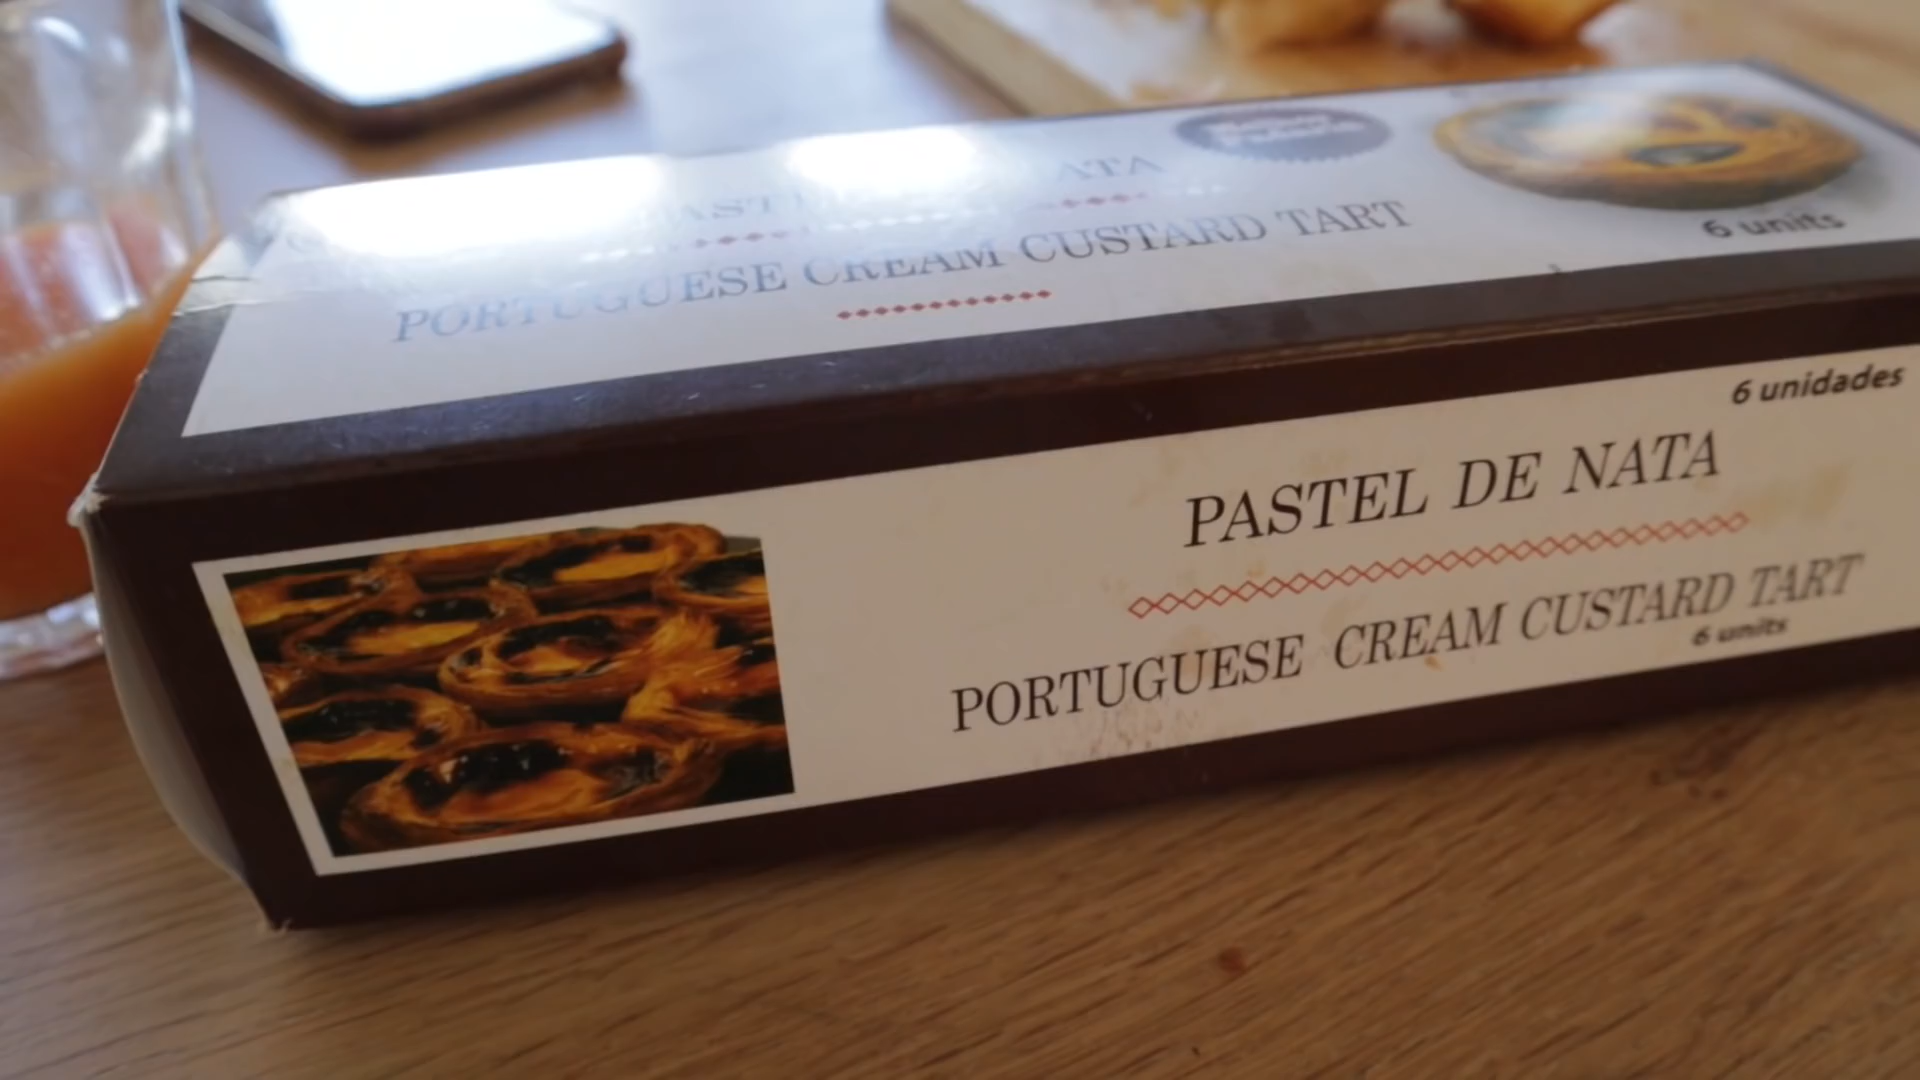 PORTUGUESE CREAM CUSTARD TART
6 units
6 unidades
PASTEL DE NATA
PORTUGUESE CREAM CUSTARD TART
6 units